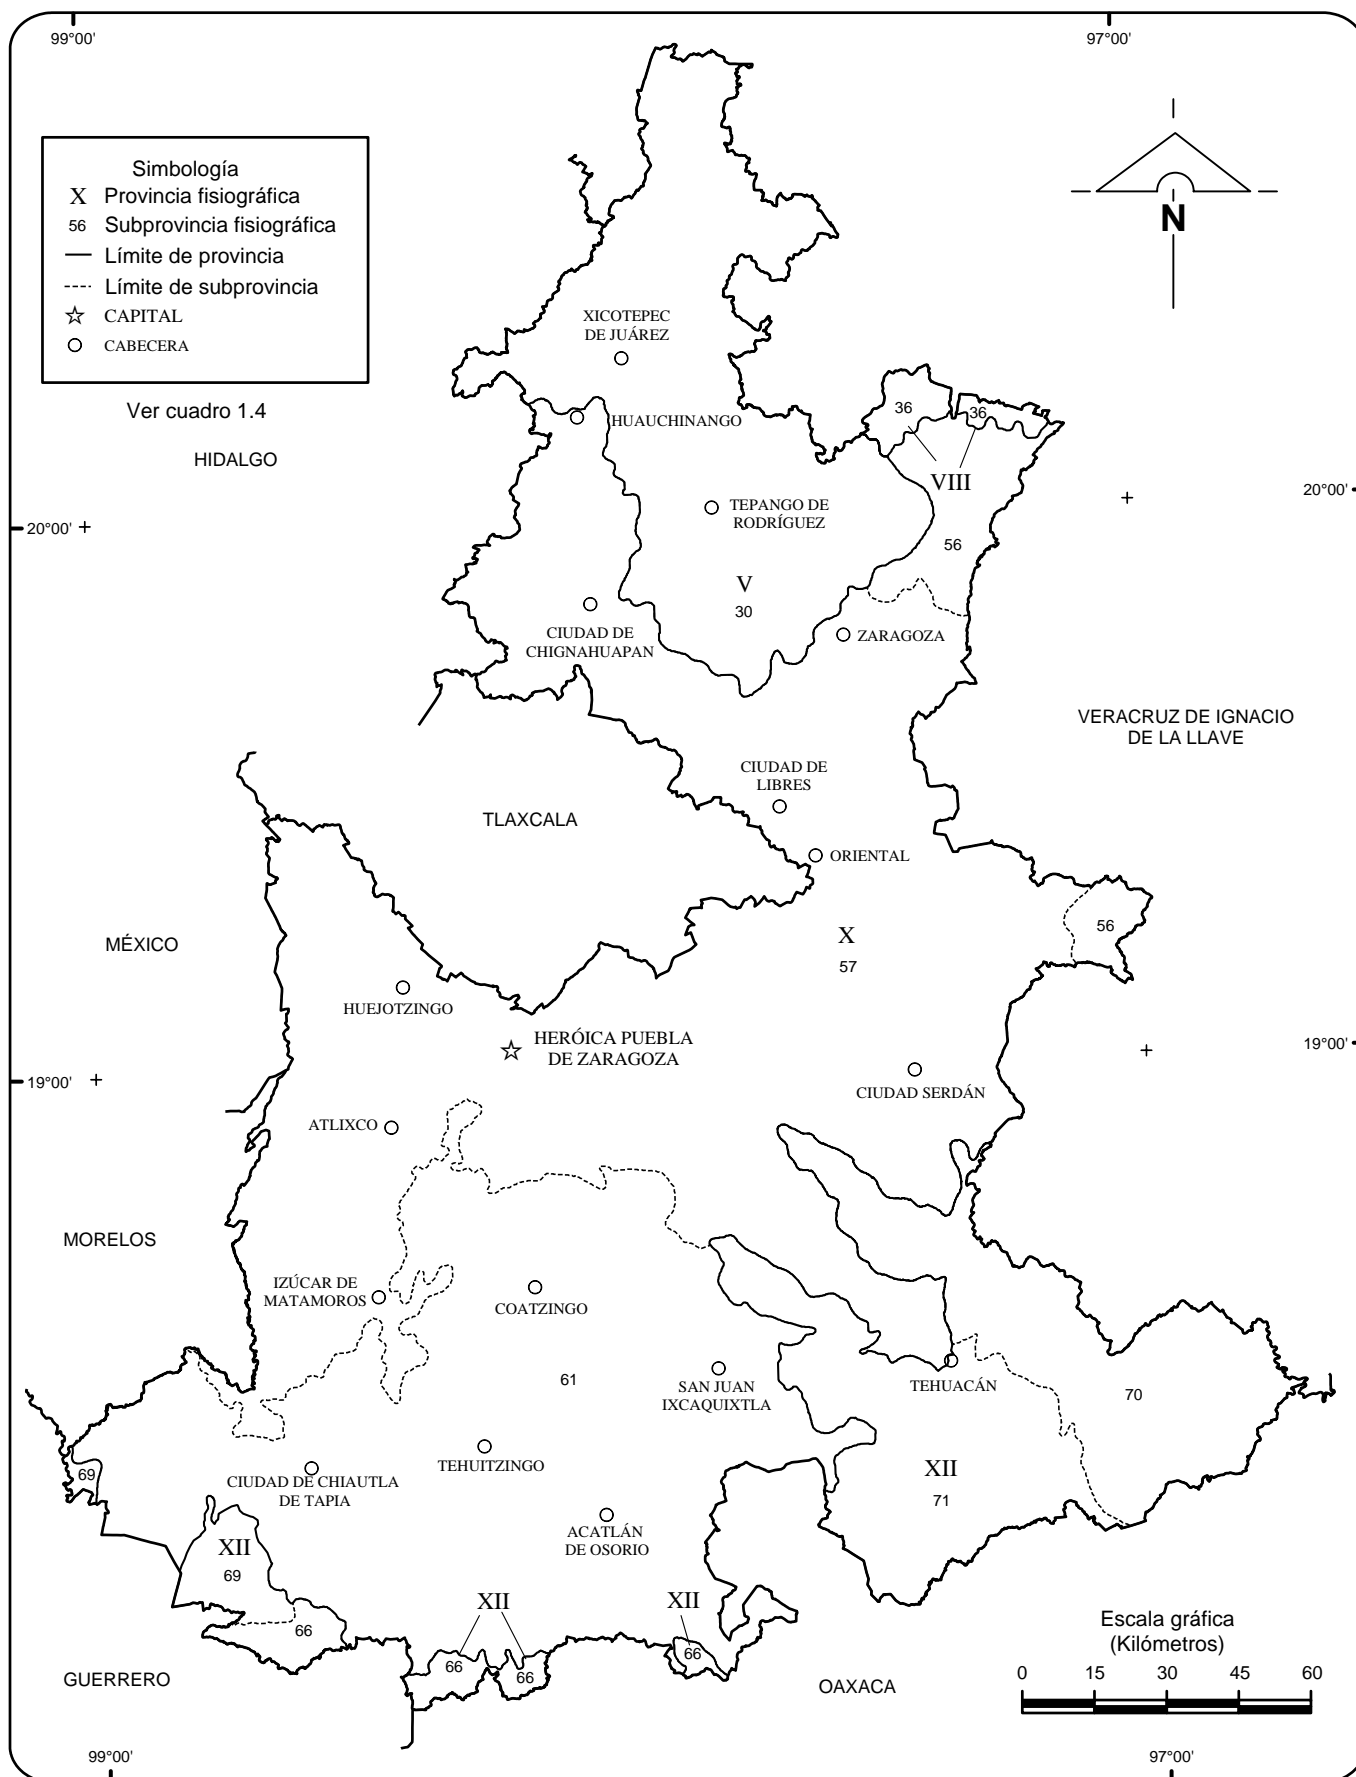 99°00'
97°00'
Simbología
X Provincia fisiográfica
56 Subprovincia fisiográfica
Límite de provincia
Límite de subprovincia
CAPITAL
CABECERA
Ver cuadro 1.4
N
XICOTEPEC
DE JUÁREZ
HUAUCHINANGO
36
36
VIII
HIDALGO
TEPANGO DE
RODRÍGUEZ
20°00'
20°00'
56
V
30
CIUDAD DE
CHIGNAHUAPAN
ZARAGOZA
VERACRUZ DE IGNACIO
DE LA LLAVE
CIUDAD DE
LIBRES
TLAXCALA
ORIENTAL
MÉXICO
X
57
56
HUEJOTZINGO
HERÓICA PUEBLA
DE ZARAGOZA
19°00'
19°00'
CIUDAD SERDÁN
ATLIXCO
MORELOS
IZÚCAR DE
MATAMOROS
COATZINGO
61
SAN JUAN
IXCAQUIXTLA
TEHUACÁN
70
69
CIUDAD DE CHIAUTLA
DE TAPIA
TEHUITZINGO
XII
71
ACATLÁN
DE OSORIO
XII
69
XII
XII
66
66
66
66
GUERRERO
OAXACA
Escala gráfica
(Kilómetros)
0 15 30 45 60
99°00'
97°00'